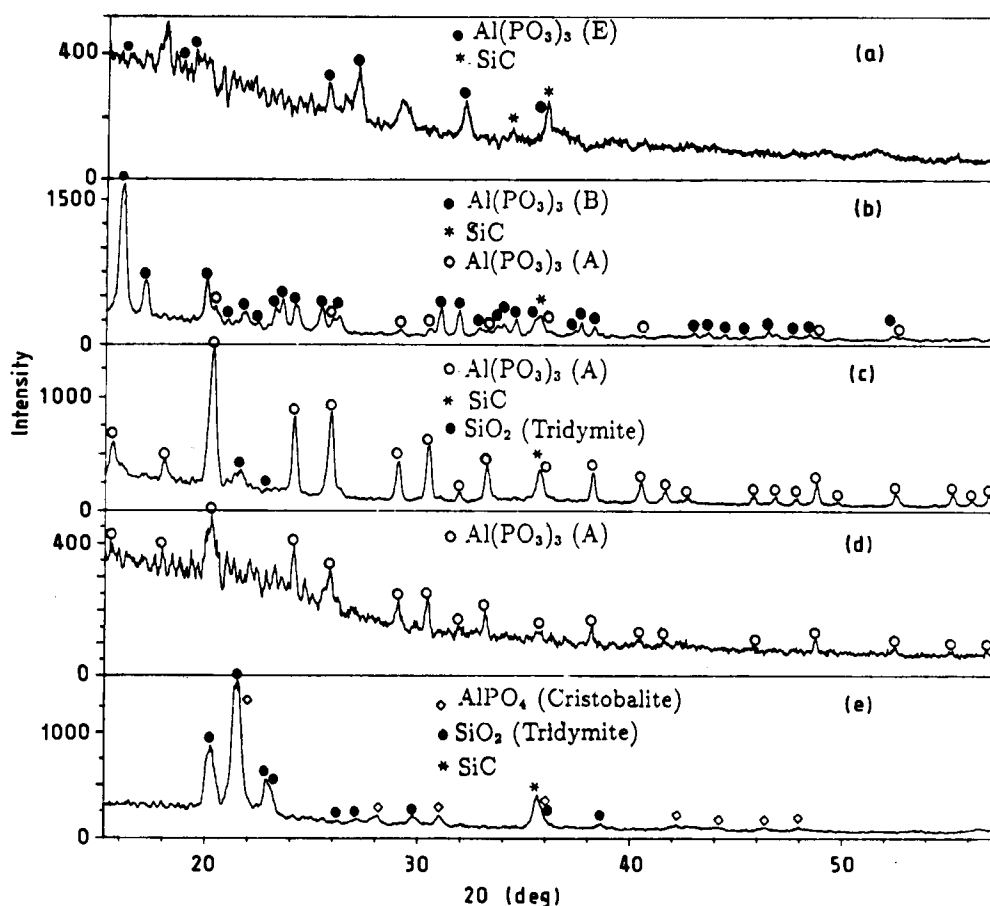 400
0
● Al(PO₃)₃ (E)
* SiC
(a)
1500
0
● Al(PO₃)₃ (B)
* SiC
○ Al(PO₃)₃ (A)
(b)
1000
0
○ Al(PO₃)₃ (A)
* SiC
● SiO₂ (Tridymite)
(c)
400
0
○ Al(PO₃)₃ (A)
(d)
1000
0
◇ AlPO₄ (Cristobalite)
● SiO₂ (Tridymite)
* SiC
(e)
Intensity
20 30 40 50
2θ (deg)